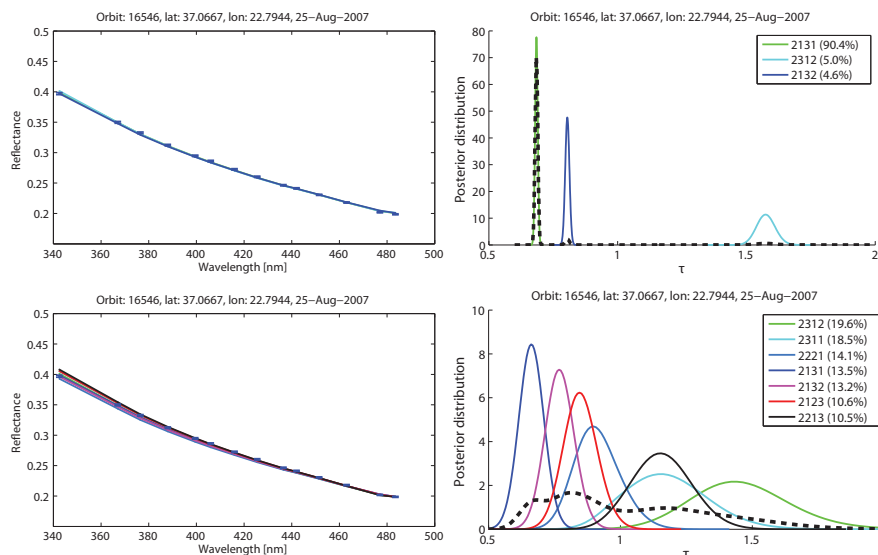 Orbit: 16546, lat: 37.0667, lon: 22.7944, 25−Aug−2007
0.5
0.4
0.35
0.3
0.25
0.2
Reflectance
340 360 380 400 420 440 460 480 500
Wavelength [nm]
Orbit: 16546, lat: 37.0667, lon: 22.7944, 25−Aug−2007
80
70
60
50
40
30
20
10
0
Posterior distribution
0.5 1 1.5 2
τ
2131 (90.4%)
2312 (5.0%)
2132 (4.6%)
Orbit: 16546, lat: 37.0667, lon: 22.7944, 25−Aug−2007
0.5
0.45
0.4
0.35
0.3
0.25
0.2
Reflectance
340 360 380 400 420 440 460 480 500
Wavelength [nm]
Orbit: 16546, lat: 37.0667, lon: 22.7944, 25−Aug−2007
10
8
6
4
2
0
Posterior distribution
0.5 1 1.5
τ
2312 (19.6%)
2311 (18.5%)
2221 (14.1%)
2131 (13.5%)
2132 (13.2%)
2123 (10.6%)
2213 (10.5%)